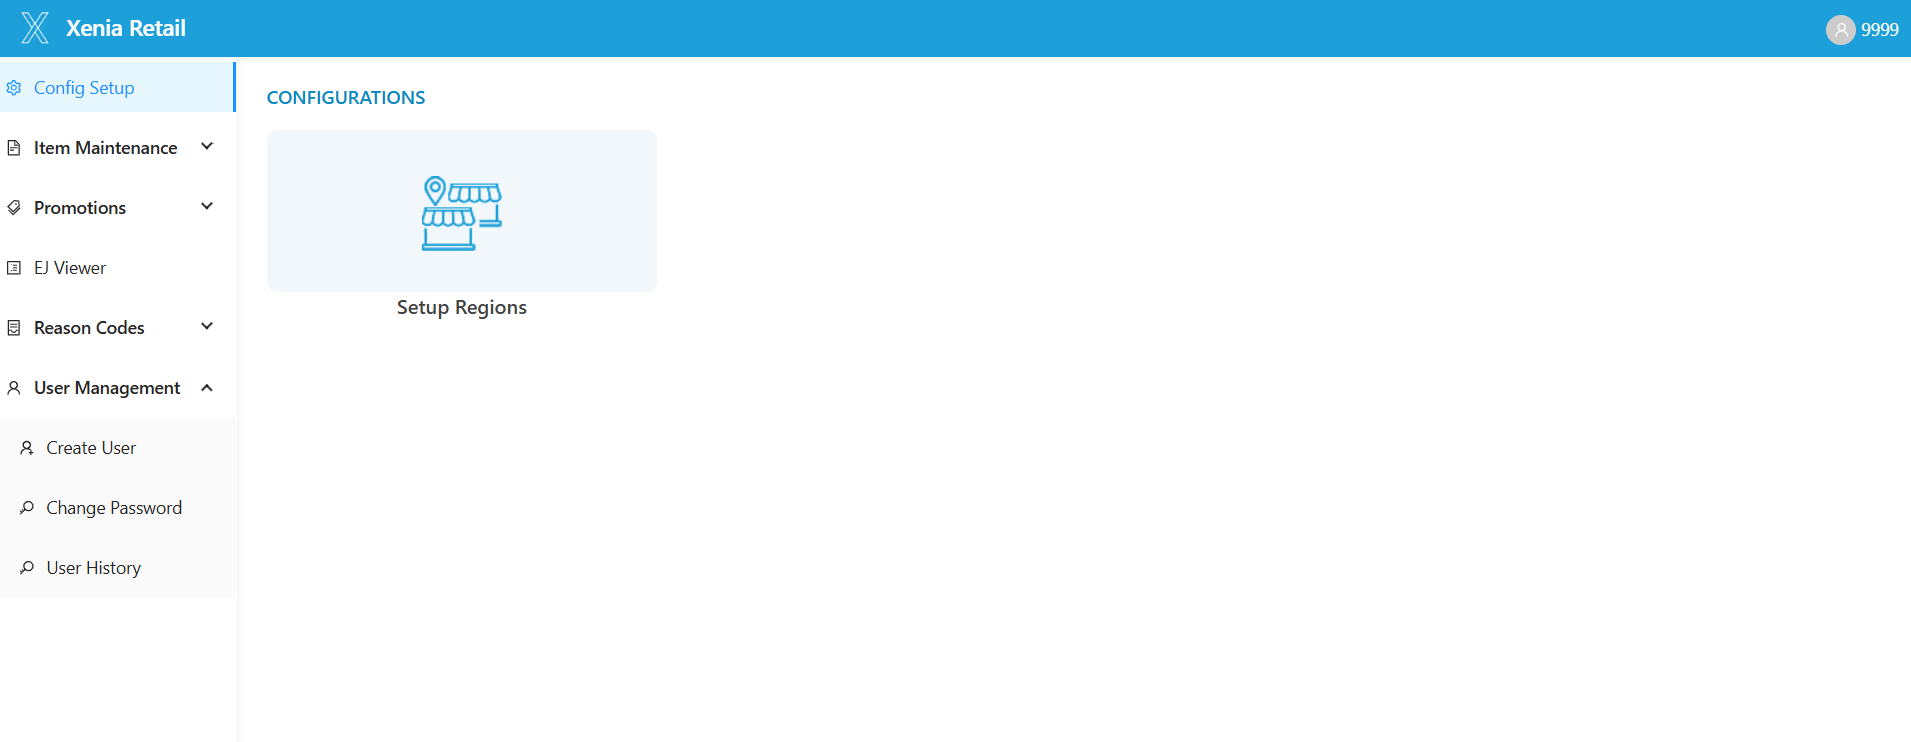 Xenia Retail
9999
Config Setup
Item Maintenance
Promotions
EJ Viewer
Reason Codes
User Management
Create User
Change Password
User History
CONFIGURATIONS
Setup Regions